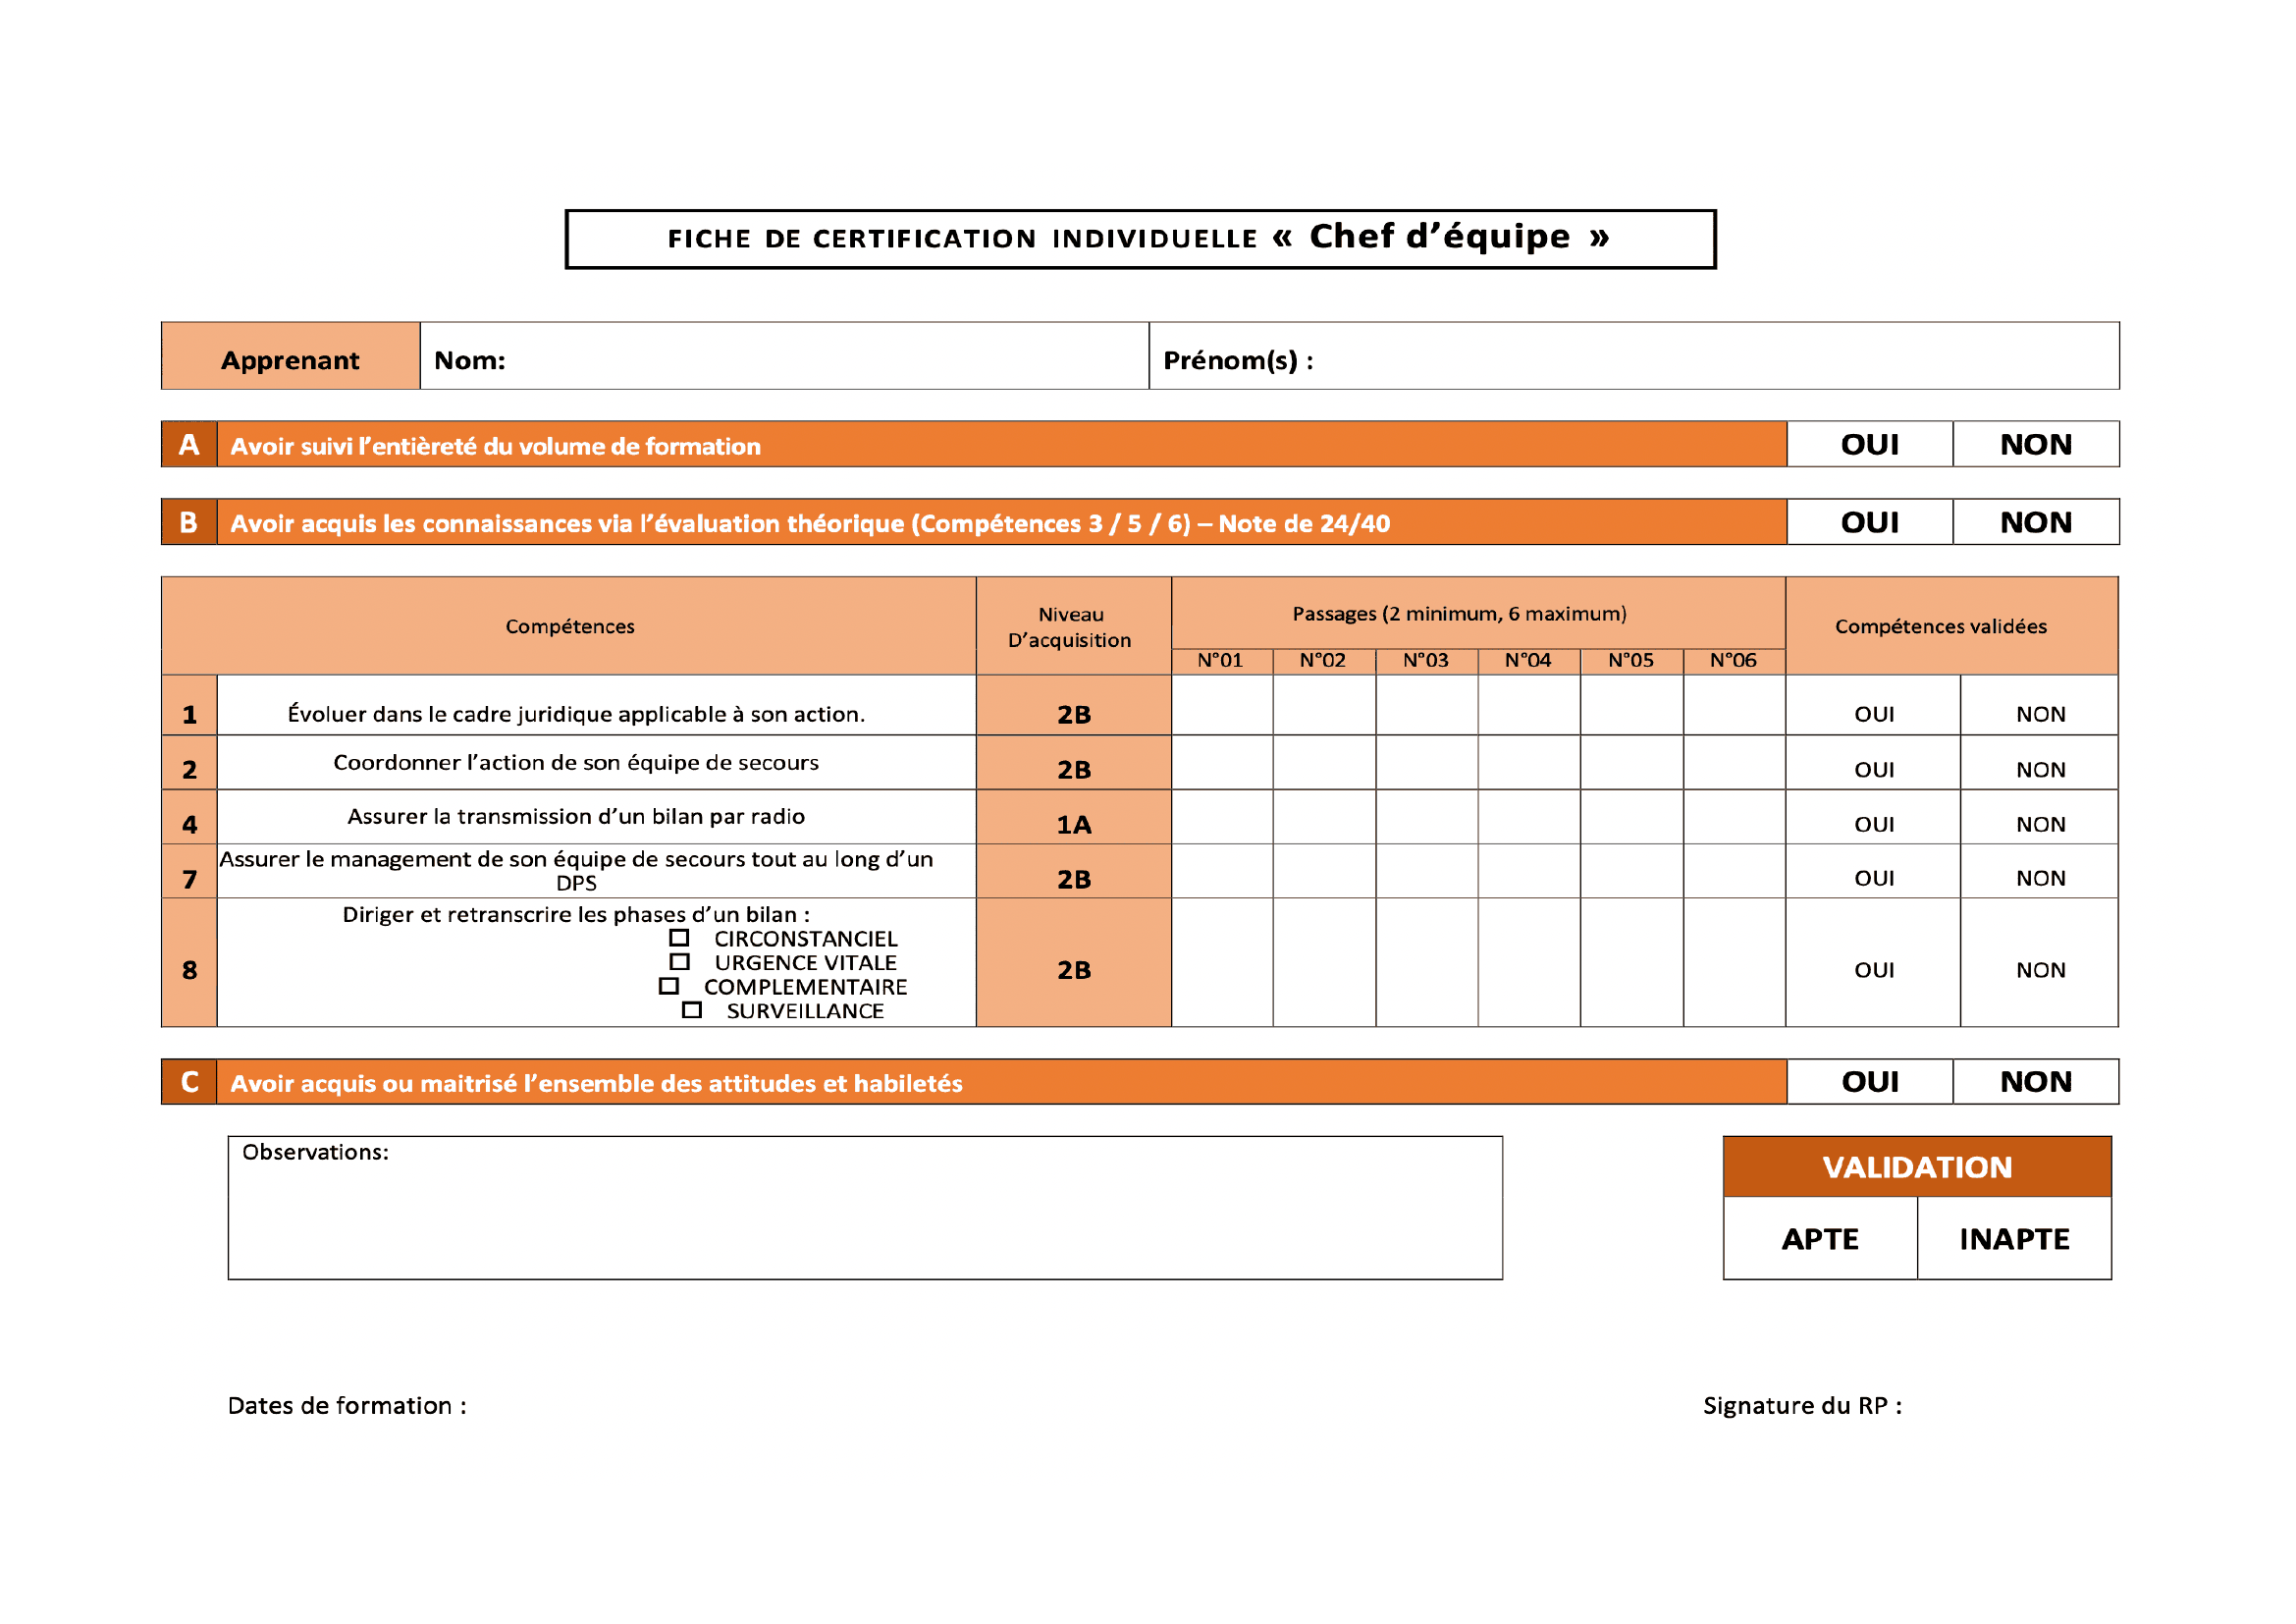 FICHE DE CERTIFICATION INDIVIDUELLE « Chef d’équipe »
Apprenant Nom: Prénom(s) :
A Avoir suivi l’entièreté du volume de formation OUI NON
B Avoir acquis les connaissances via l’évaluation théorique (Compétences 3 / 5 / 6) – Note de 24/40 OUI NON
Compétences Niveau D’acquisition Passages (2 minimum, 6 maximum) Compétences validées
N°01 N°02 N°03 N°04 N°05 N°06
1 Évoluer dans le cadre juridique applicable à son action. 2B OUI NON
2 Coordonner l’action de son équipe de secours 2B OUI NON
4 Assurer la transmission d’un bilan par radio 1A OUI NON
7 Assurer le management de son équipe de secours tout au long d’un
DPS 2B OUI NON
8 Diriger et retranscrire les phases d’un bilan :
CIRCONSTANCIEL
URGENCE VITALE
COMPLEMENTAIRE
SURVEILLANCE
2B OUI NON
C Avoir acquis ou maitrisé l’ensemble des attitudes et habiletés OUI NON
Observations:
VALIDATION
APTE INAPTE
Dates de formation : Signature du RP :